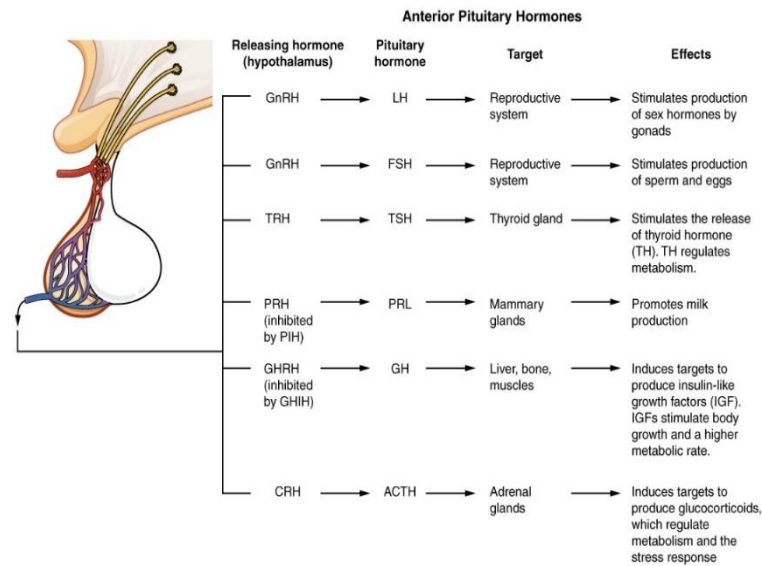 Anterior Pituitary Hormones
Releasing hormone
(hypothalamus)
Pituitary
hormone
Target
Effects
GnRH
LH
Reproductive
system
Stimulates production
of sex hormones by
gonads
GnRH
FSH
Reproductive
system
Stimulates production
of sperm and eggs
TRH
TSH
Thyroid gland
Stimulates the release
of thyroid hormone
(TH). TH regulates
metabolism.
PRH
(inhibited
by PIH)
PRL
Mammary
glands
Promotes milk
production
GHRH
(inhibited
by GHIH)
GH
Liver, bone,
muscles
Induces targets to
produce insulin-like
growth factors (IGF).
IGFs stimulate body
growth and a higher
metabolic rate.
CRH
ACTH
Adrenal
glands
Induces targets to
produce glucocorticoids,
which regulate
metabolism and the
stress response